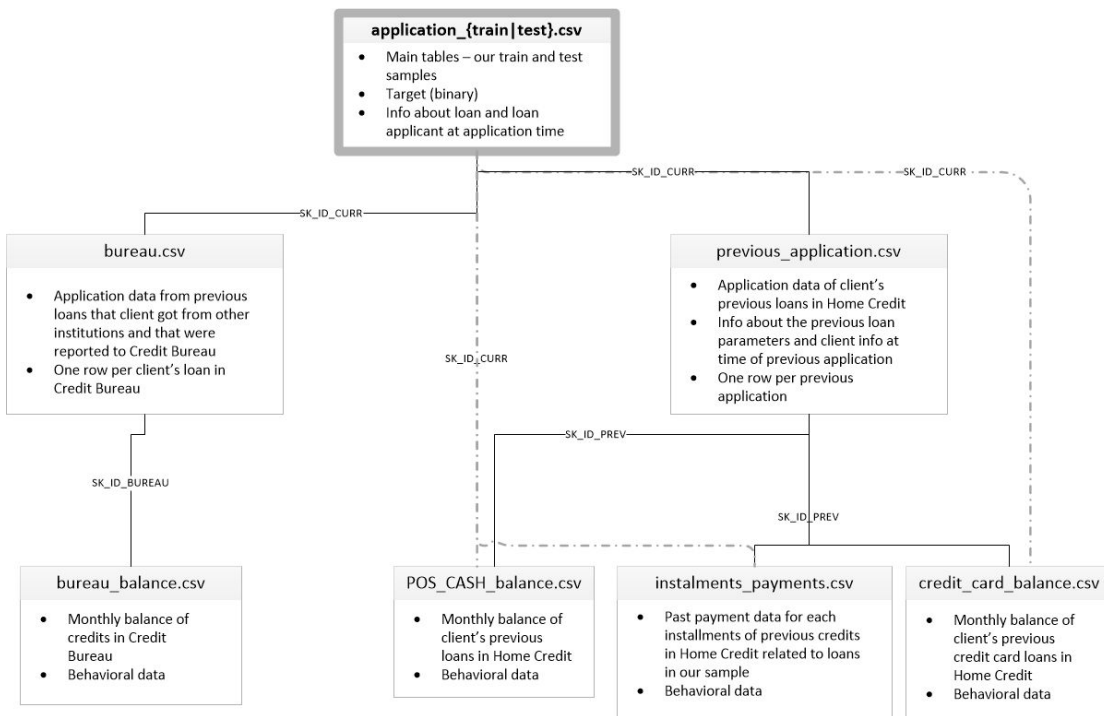 application_{train|test}.csv
• Main tables – our train and test
samples
• Target (binary)
• Info about loan and loan
applicant at application time
SK_ID_CURR
SK_ID_CURR
SK_ID_CURR
bureau.csv
• Application data from previous
loans that client got from other
institutions and that were
reported to Credit Bureau
• One row per client's loan in
Credit Bureau
previous_application.csv
• Application data of client's
previous loans in Home Credit
• Info about the previous loan
parameters and client info at
time of previous application
• One row per previous
application
SK_ID_CURR
SK_ID_PREV
SK_ID_BUREAU
SK_ID_PREV
bureau_balance.csv
• Monthly balance of
credits in Credit
Bureau
• Behavioral data
POS_CASH_balance.csv
• Monthly balance of
client's previous
loans in Home Credit
• Behavioral data
instalments_payments.csv
• Past payment data for each
installments of previous credits
in Home Credit related to loans
in our sample
• Behavioral data
credit_card_balance.csv
• Monthly balance of
client's previous
credit card loans in
Home Credit
• Behavioral data